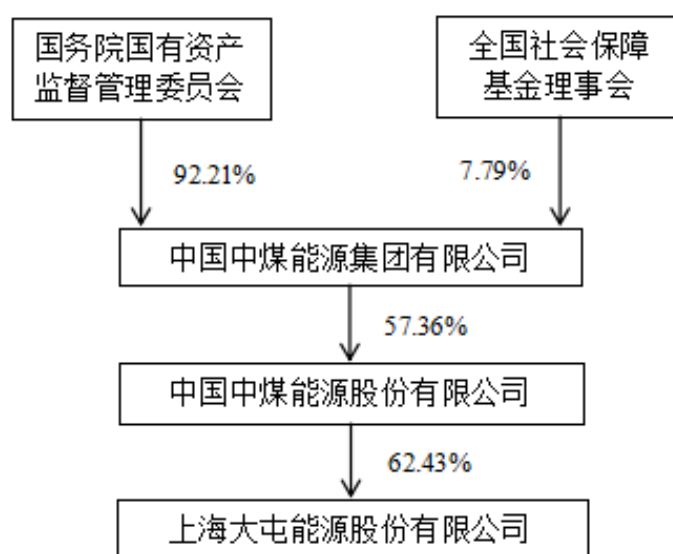 国务院国有资产
监督管理委员会
全国社会保障
基金理事会
92.21%
7.79%
中国中煤能源集团有限公司
57.36%
中国中煤能源股份有限公司
62.43%
上海大屯能源股份有限公司